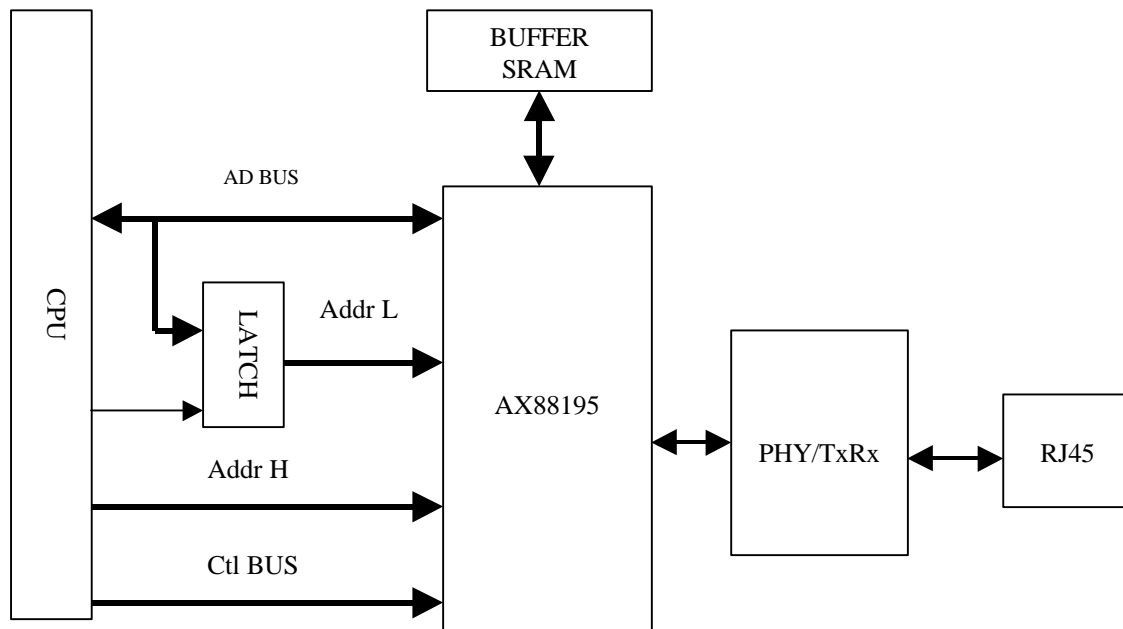 BUFFER
SRAM
AD BUS
CPU
LATCH
Addr L
AX88195
PHY/TxRx
RJ45
Addr H
Ctl BUS